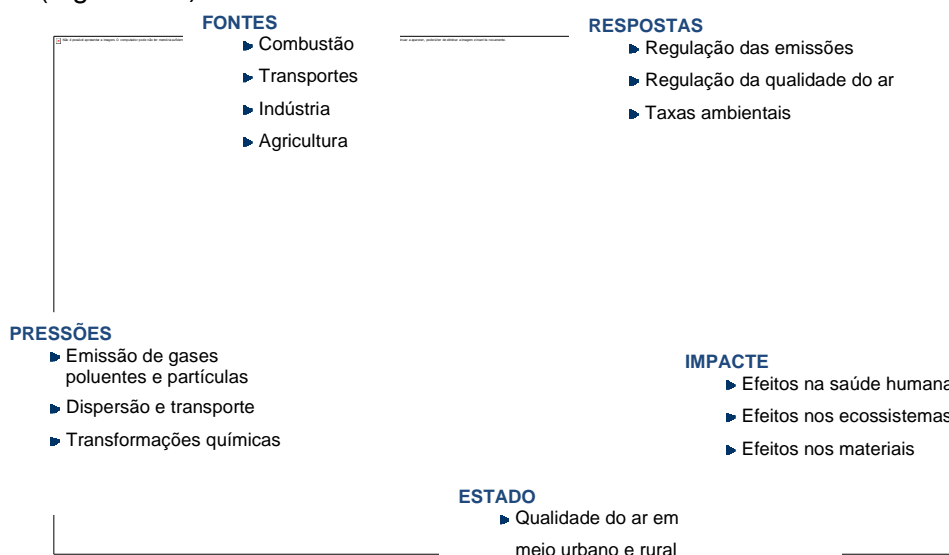 FONTES
Combustão
Transportes
Indústria
Agricultura
RESPOSTAS
Regulação das emissões
Regulação da qualidade do ar
Taxas ambientais
PRESSÕES
Emissão de gases
poluentes e partículas
Dispersão e transporte
Transformações químicas
IMPACTE
Efeitos na saúde humana
Efeitos nos ecossistemas
Efeitos nos materiais
ESTADO
Qualidade do ar em
meio urbano e rural